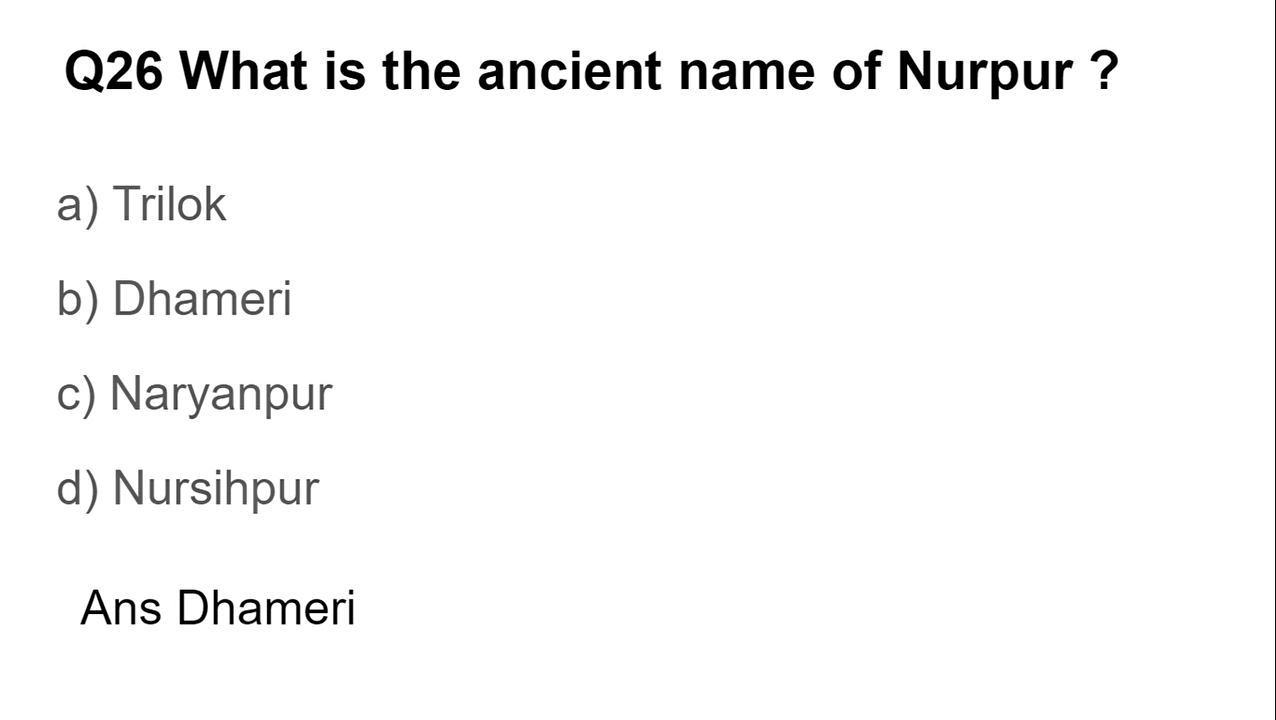 Q26 What is the ancient name of Nurpur ?
a) Trilok
b) Dhameri
c) Naryanpur
d) Nursihpur
Ans Dhameri